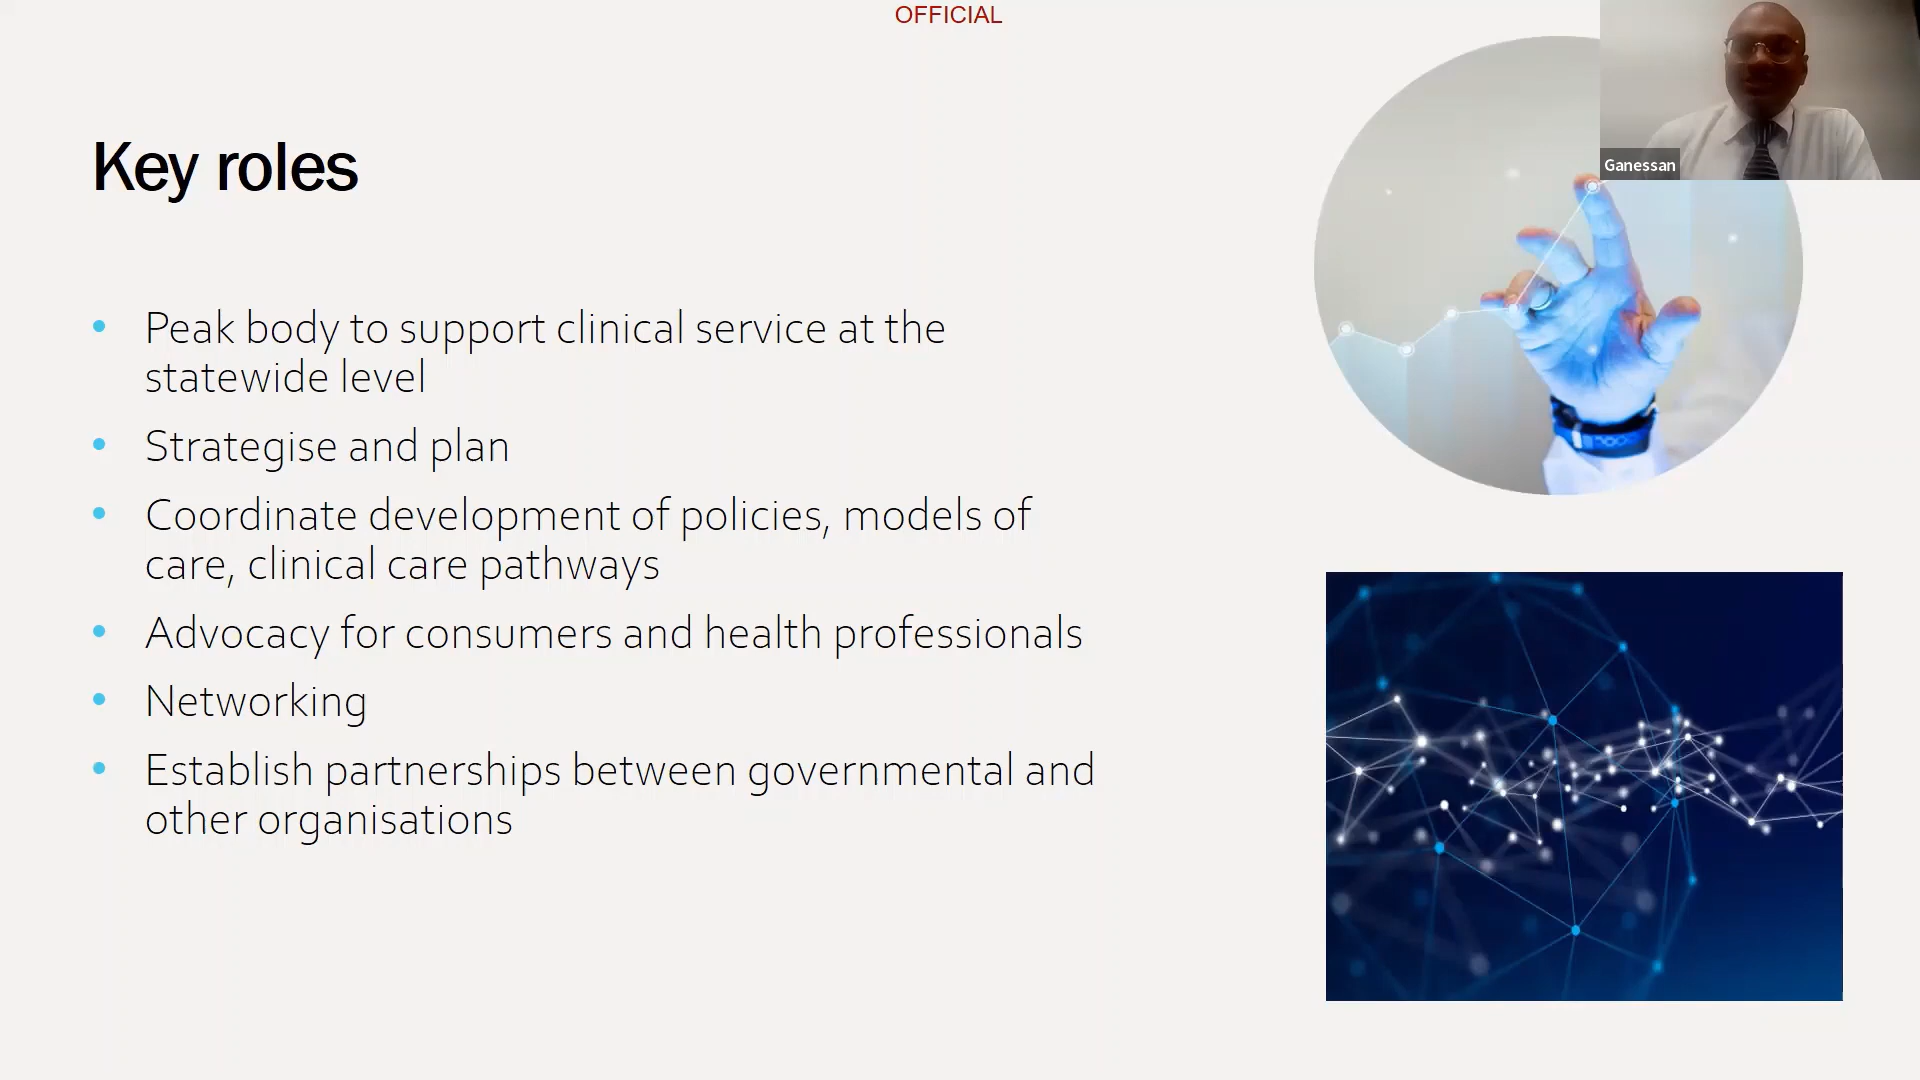 OFFICIAL
Ganessan
Key roles
Peak body to support clinical service at the
statewide level
Strategise and plan
Coordinate development of policies, models of
care, clinical care pathways
Advocacy for consumers and health professionals
Networking
Establish partnerships between governmental and
other organisations